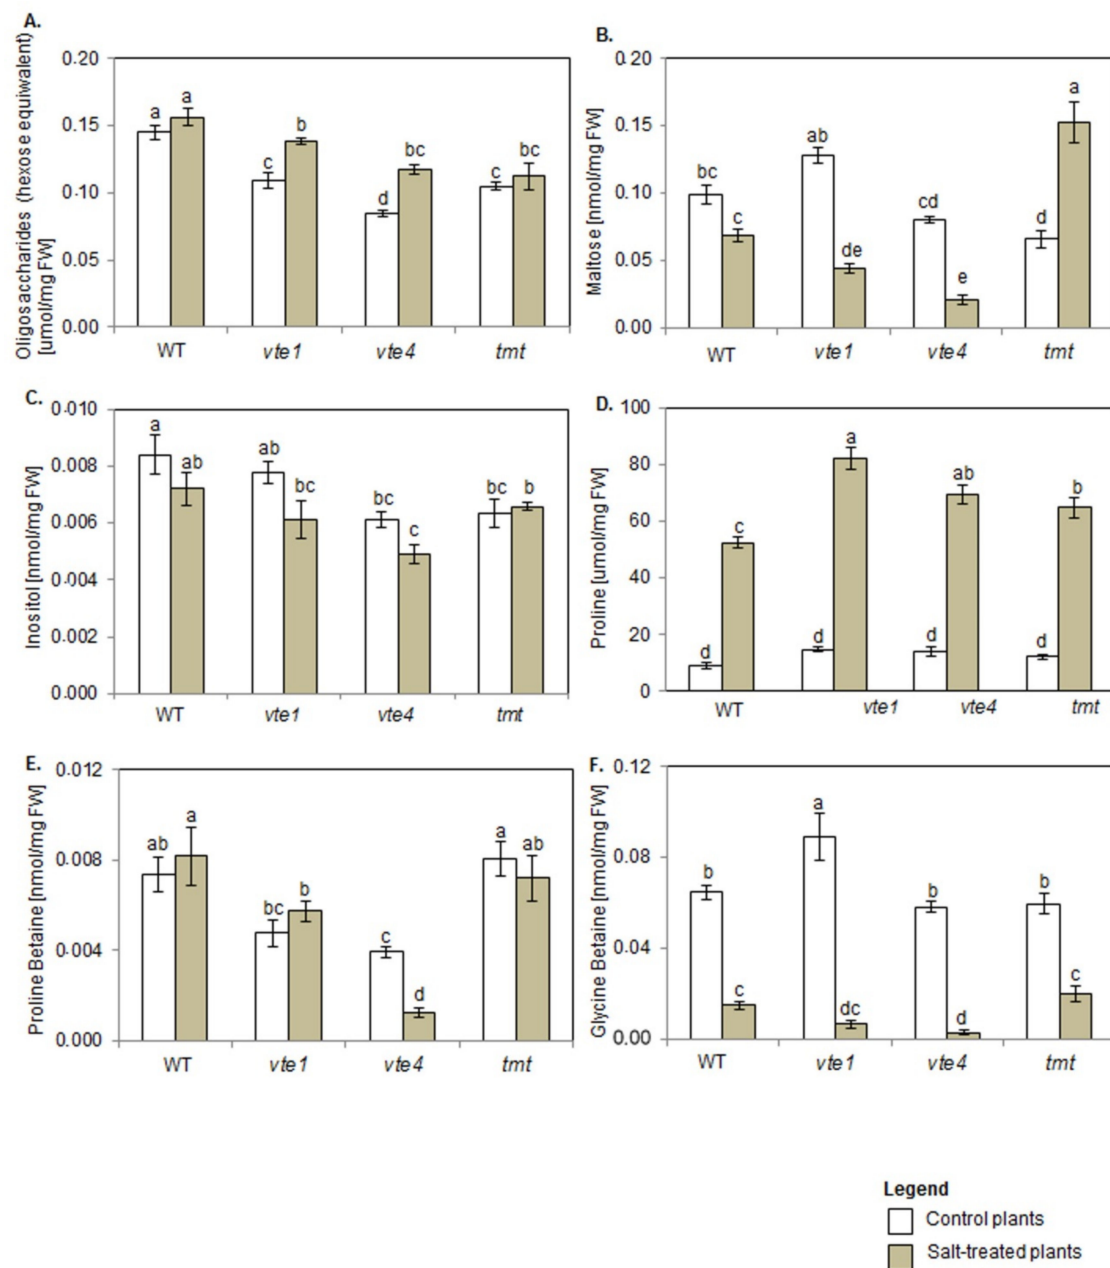 A.
Oligosaccharides (hexose equiwalent)
[umol/mg FW]
0.20
0.15
0.10
0.05
0.00
a
a
c
b
d
bc
c
bc
WT
vte1
vte4
tmt
B.
Maltose [nmol/mg FW]
0.20
0.15
0.10
0.05
0.00
bc
c
ab
de
cd
e
d
a
WT
vte1
vte4
tmt
C.
Inositol [nmol/mg FW]
0.010
0.008
0.006
0.004
0.002
0.000
a
ab
ab
bc
bc
c
bc
b
WT
vte1
vte4
tmt
D.
Proline [umol/mg FW]
100
80
60
40
20
0
d
c
d
a
d
ab
d
b
WT
vte1
vte4
tmt
E.
Proline Betaine [nmol/mg FW]
0.012
0.008
0.004
0.000
ab
a
bc
b
c
d
a
ab
WT
vte1
vte4
tmt
F.
Glycine Betaine [nmol/mg FW]
0.12
0.08
0.04
0.00
b
c
a
dc
b
d
b
c
WT
vte1
vte4
tmt
Legend
Control plants
Salt-treated plants